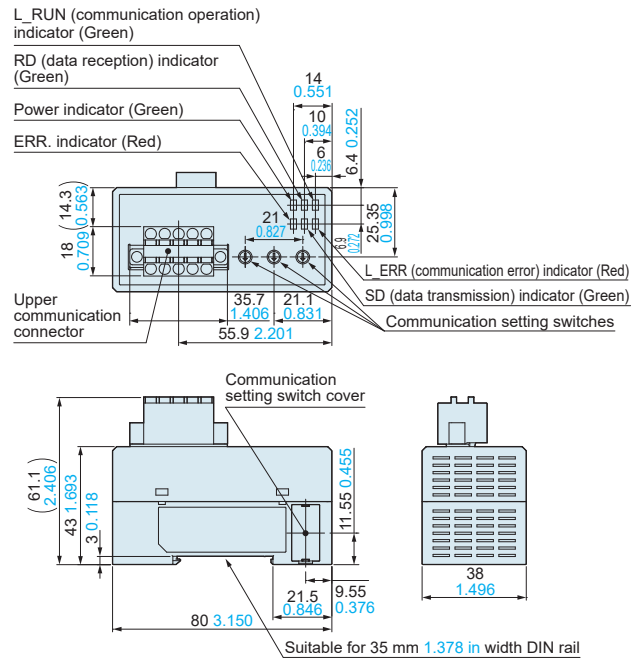 L_RUN (communication operation)
indicator (Green)
RD (data reception) indicator
(Green)
Power indicator (Green)
ERR. indicator (Red)
14
0.551
10
0.394
6
0.236
6.4 0.252
(14.3)
(0.563)
18
0.709
21
0.827
6.9
0.272
25.35
0.998
L_ERR (communication error) indicator (Red)
SD (data transmission) indicator (Green)
Communication setting switches
Upper
communication
connector
35.7
1.406
21.1
0.831
55.9 2.201
Communication
setting switch cover
(61.1)
(2.406)
43 1.693
3 0.118
11.55 0.455
9.55
0.376
21.5
0.846
80 3.150
38
1.496
Suitable for 35 mm 1.378 in width DIN rail